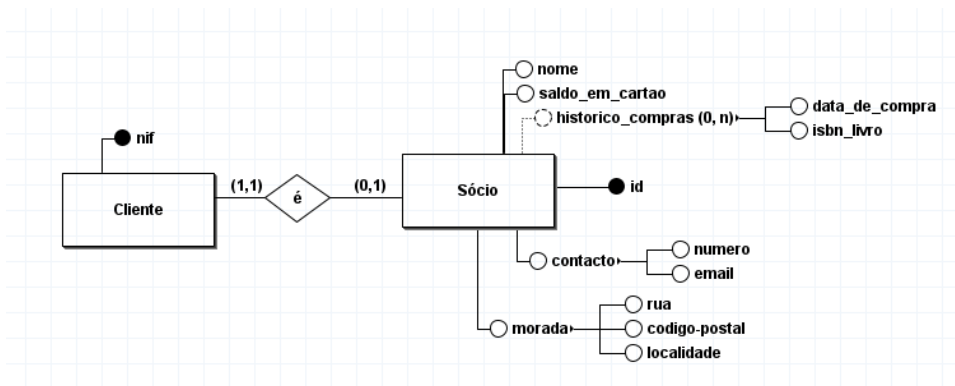 nome
saldo_em_cartao
historico_compras (0, n)
data_de_compra
isbn_livro
nif
(1,1)
é
(0,1)
Cliente
Sócio
id
contacto
numero
email
morada
rua
codigo-postal
localidade